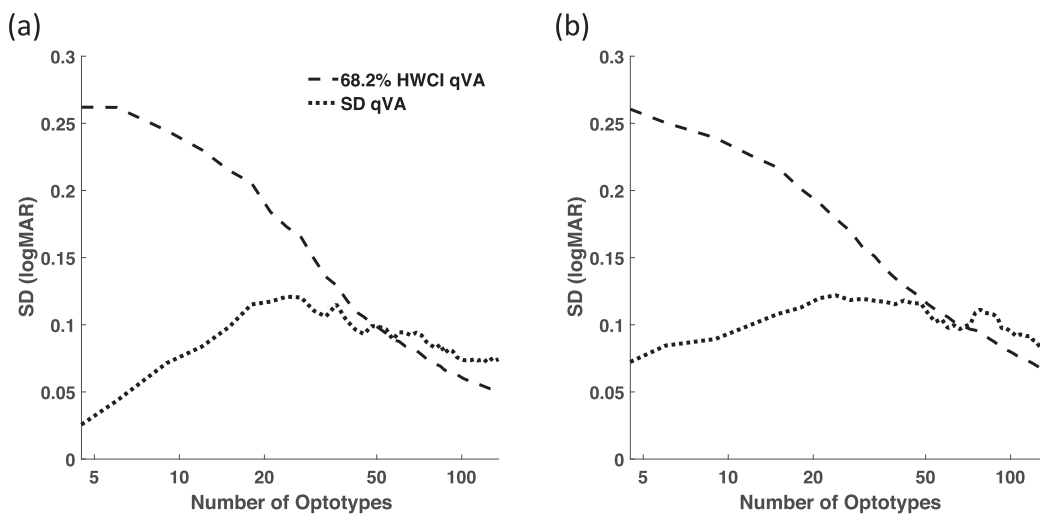 (a)
0.3
0.25
0.2
0.15
0.1
0.05
0
SD (logMAR)
68.2% HWCI qVA
SD qVA
5 10 20 50 100
Number of Optotypes
(b)
0.3
0.25
0.2
0.15
0.1
0.05
0
SD (logMAR)
5 10 20 50 100
Number of Optotypes